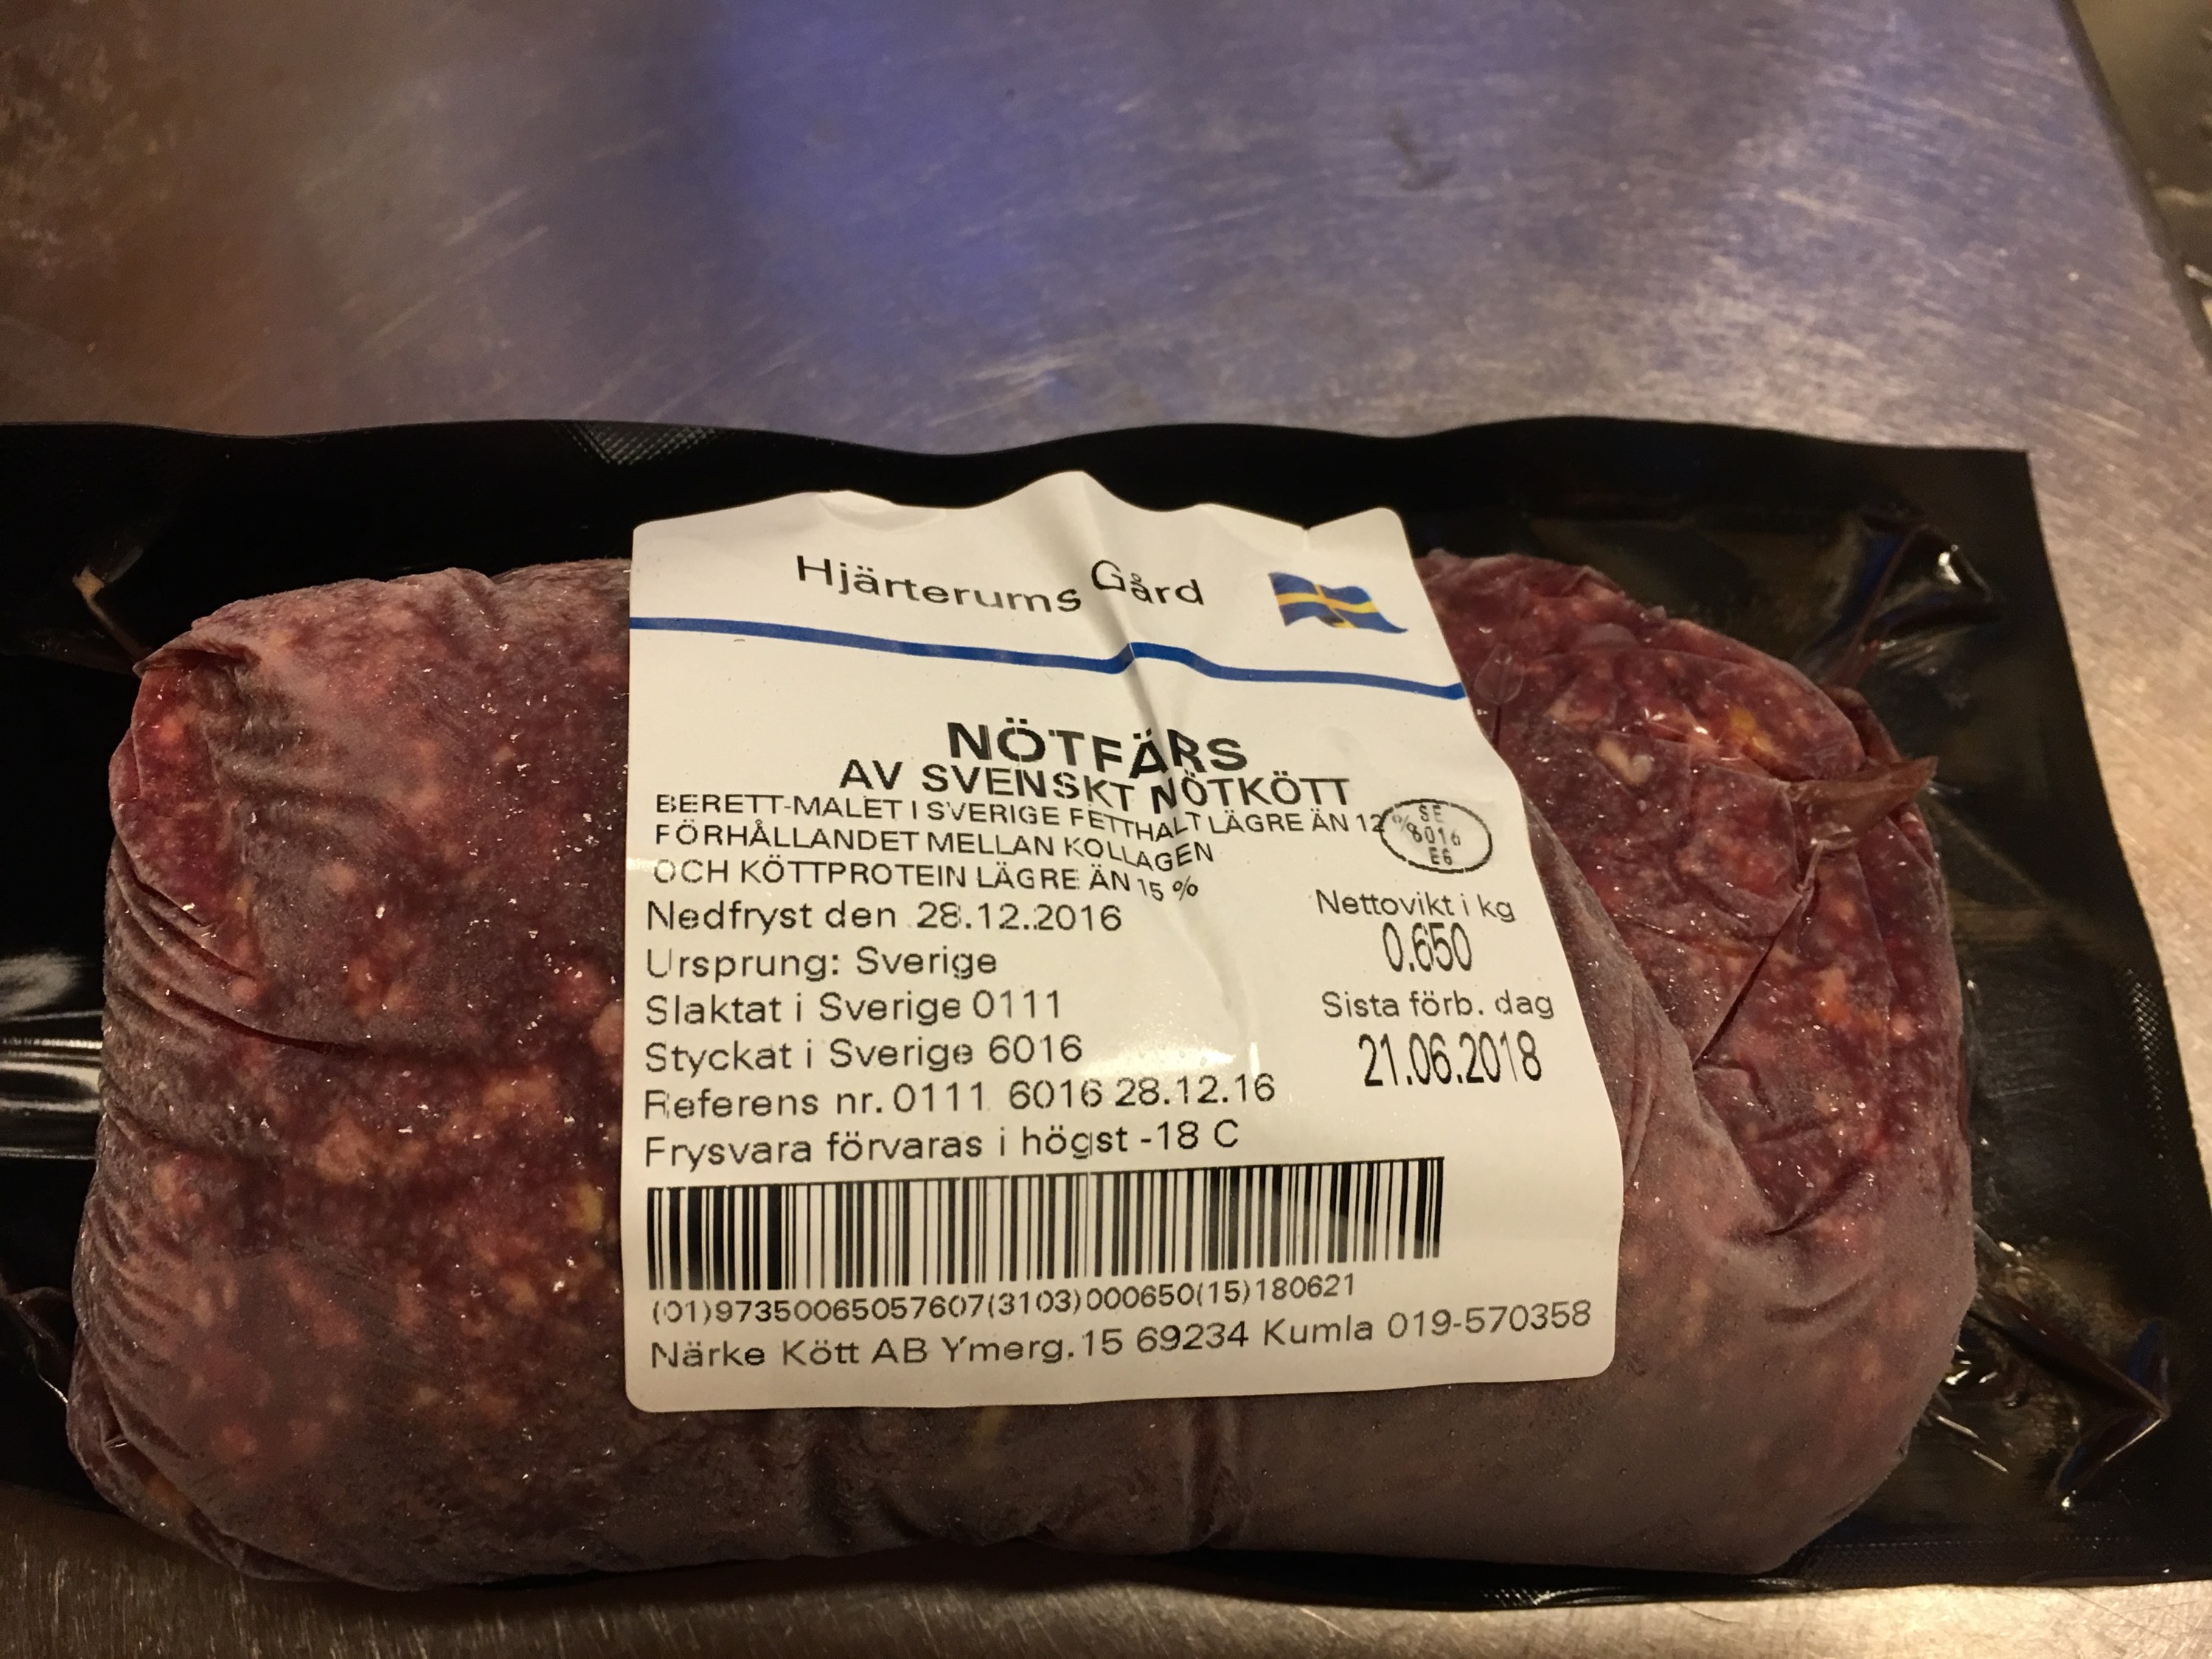 Hjärterums Gård
NÖTFÄRS
AV SVENSKT NÖTKÖTT
BERETT-MALET I SVERIGE FETTHALT LÄGRE ÄN 12%
FÖRHÅLLANDET MELLAN KOLLAGEN
OCH KÖTTPROTEIN LÄGRE ÄN 15 %
SE
6016
EG
Nedfryst den 28.12.2016
Ursprung: Sverige
Slaktat i Sverige 0111
Styckat i Sverige 6016
Referens nr. 0111 6016 28.12.16
Frysvara förvaras i högst -18 C
Nettovikt i kg
0.650
Sista förb. dag
21.06.2018
(01)97350065057607(3103)000650(15)180621
Närke Kött AB Ymerg.15 69234 Kumla 019-570358